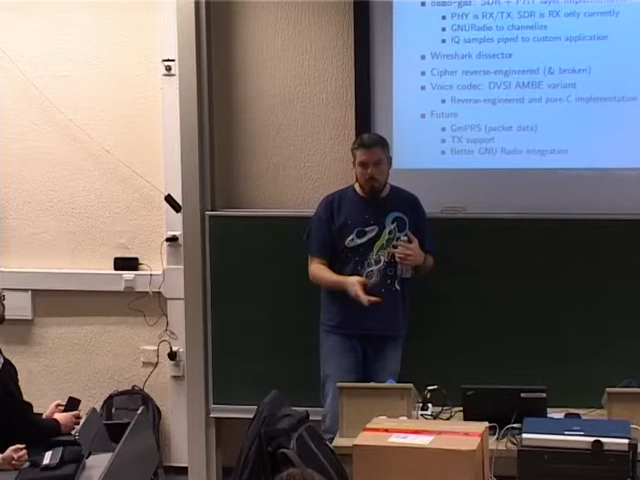 osmo-gmr: SDR + PHY layer
PHY is RX/TX, SDR is RX only currently
GNURadio to channelize
IQ samples piped to custom application
Wireshark dissector
Cipher reverse-engineered (& broken)
Voice codec: DVSI AMBE variant
Reverse-engineered and pure-C implementation
Future
GmPRS (packet data)
TX support
Better GNU Radio integration